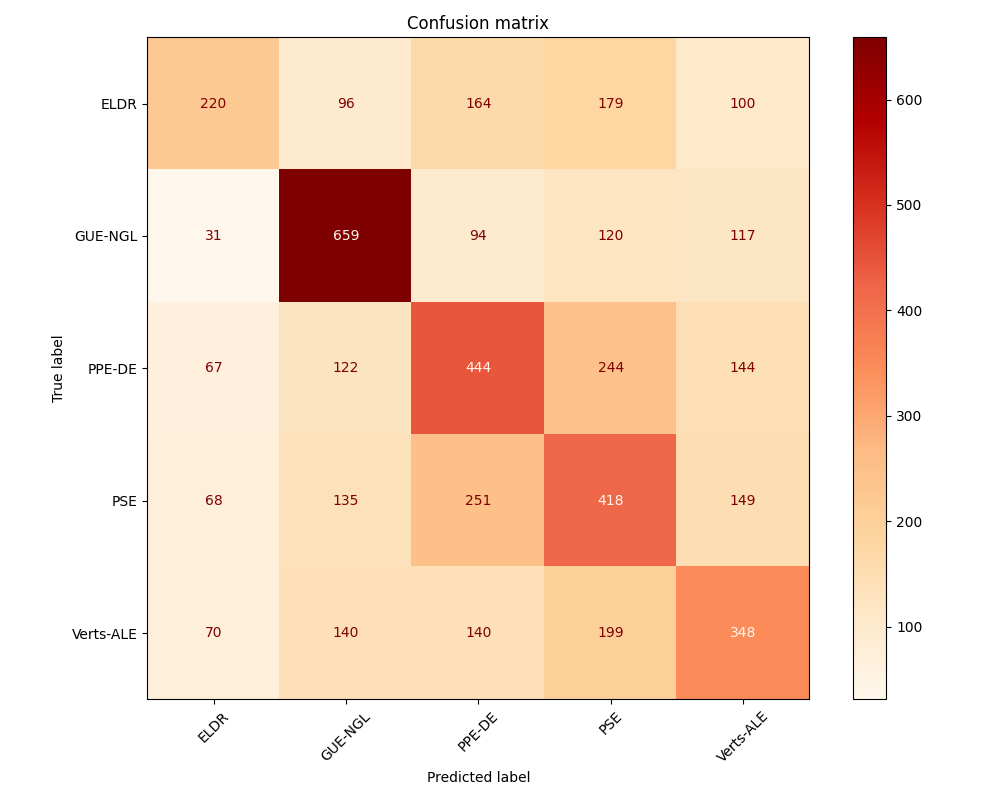 Confusion matrix
ELDR 220 96 164 179 100
GUE-NGL 31 659 94 120 117
PPE-DE 67 122 444 244 144
PSE 68 135 251 418 149
Verts-ALE 70 140 140 199 348
True label
ELDR GUE-NGL PPE-DE PSE Verts-ALE
Predicted label
600
500
400
300
200
100